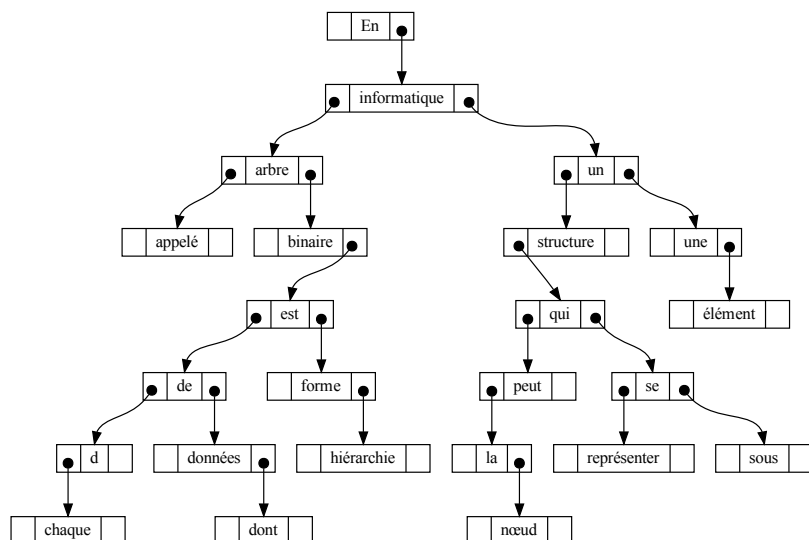 En
informatique
arbre un
appelé binaire structure une
est qui élément
de forme peut se
d données hiérarchie la représenter sous
chaque dont nœud